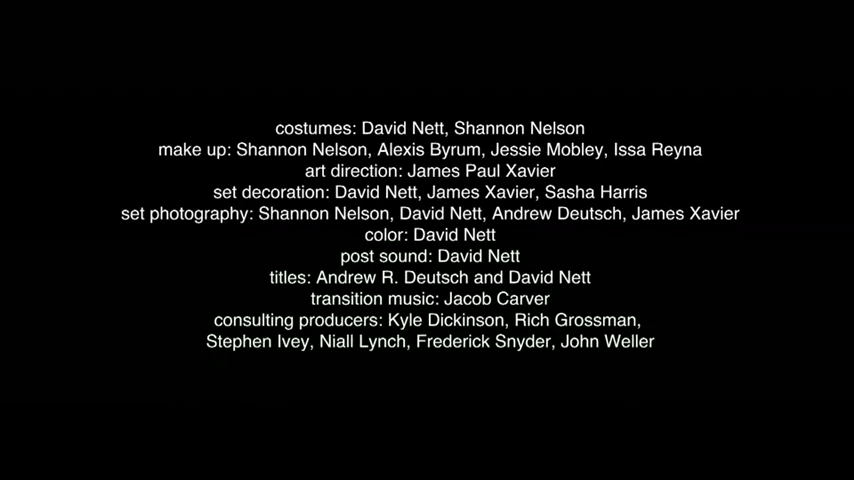 costumes: David Nett, Shannon Nelson
make up: Shannon Nelson, Alexis Byrum, Jessie Mobley, Issa Reyna
art direction: James Paul Xavier
set decoration: David Nett, James Xavier, Sasha Harris
set photography: Shannon Nelson, David Nett, Andrew Deutsch, James Xavier
color: David Nett
post sound: David Nett
titles: Andrew R. Deutsch and David Nett
transition music: Jacob Carver
consulting producers: Kyle Dickinson, Rich Grossman,
Stephen Ivey, Niall Lynch, Frederick Snyder, John Weller